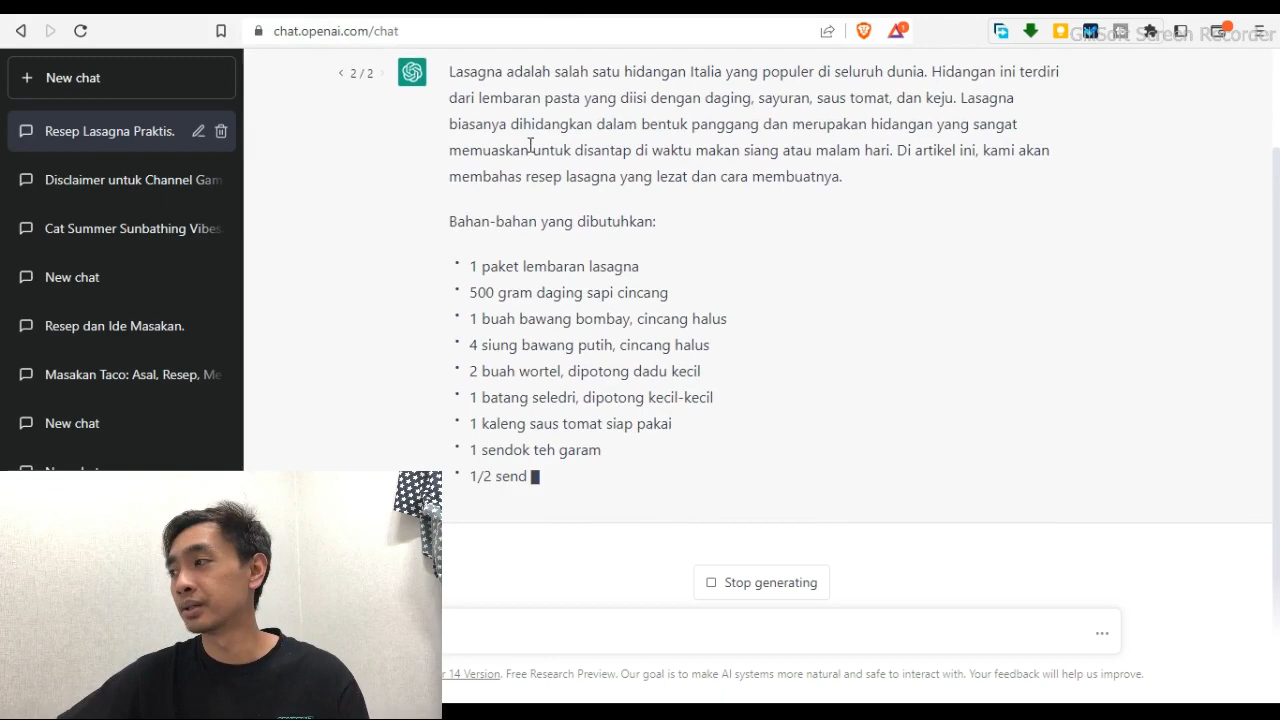 chat.openai.com/chat
1
GiliSoft Screen Recorder
+ New chat
Resep Lasagna Praktis.
Disclaimer untuk Channel Gam
Cat Summer Sunbathing Vibes
New chat
Resep dan Ide Masakan.
Masakan Taco: Asal, Resep, Me
New chat
< 2 / 2 >
Lasagna adalah salah satu hidangan Italia yang populer di seluruh dunia. Hidangan ini terdiri
dari lembaran pasta yang diisi dengan daging, sayuran, saus tomat, dan keju. Lasagna
biasanya dihidangkan dalam bentuk panggang dan merupakan hidangan yang sangat
memuaskan untuk disantap di waktu makan siang atau malam hari. Di artikel ini, kami akan
membahas resep lasagna yang lezat dan cara membuatnya.
Bahan-bahan yang dibutuhkan:
• 1 paket lembaran lasagna
• 500 gram daging sapi cincang
• 1 buah bawang bombay, cincang halus
• 4 siung bawang putih, cincang halus
• 2 buah wortel, dipotong dadu kecil
• 1 batang seledri, dipotong kecil-kecil
• 1 kaleng saus tomat siap pakai
• 1 sendok teh garam
• 1/2 send
Stop generating
14 Version. Free Research Preview. Our goal is to make AI systems more natural and safe to interact with. Your feedback will help us improve.